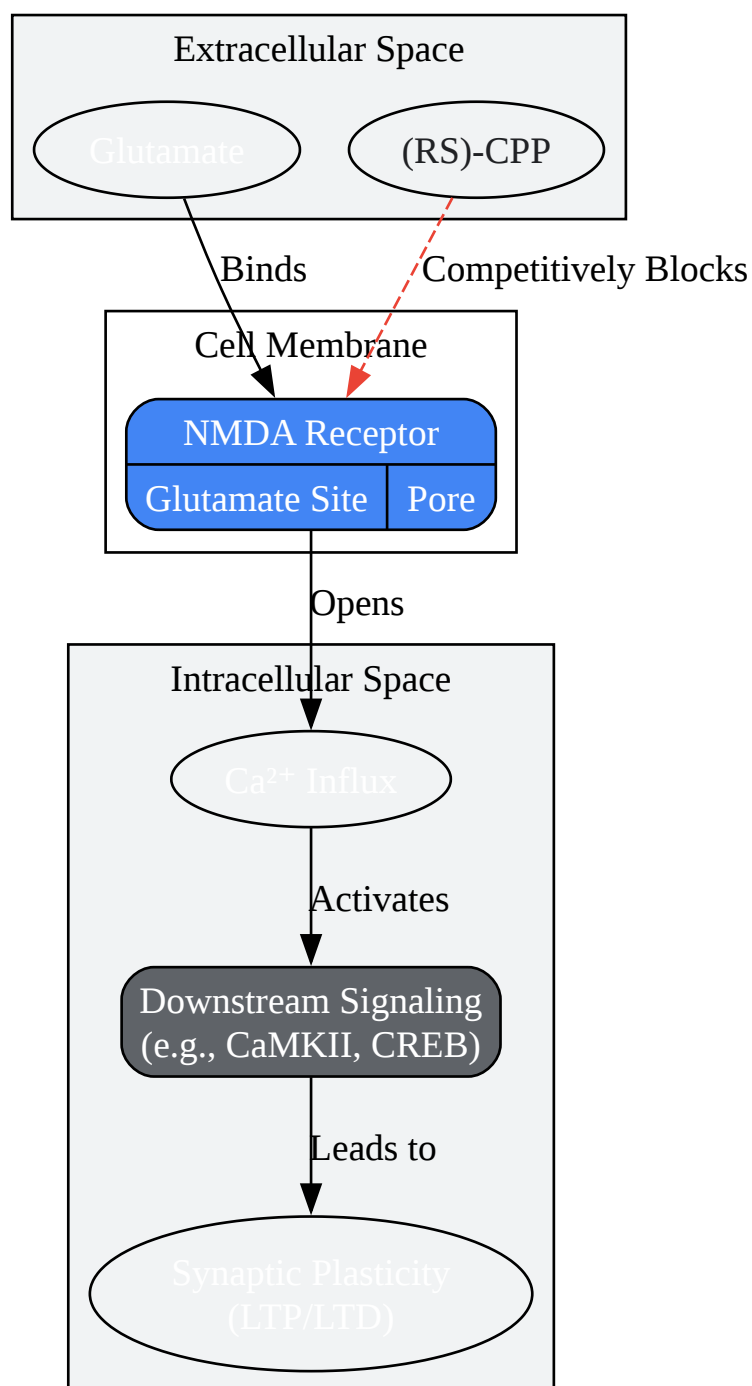 Extracellular Space
Glutamate
(RS)-CPP
Binds
Competitively Blocks
Cell Membrane
NMDA Receptor
Glutamate Site
Pore
Opens
Intracellular Space
Ca²⁺ Influx
Activates
Downstream Signaling
(e.g., CaMKII, CREB)
Leads to
Synaptic Plasticity
(LTP/LTD)